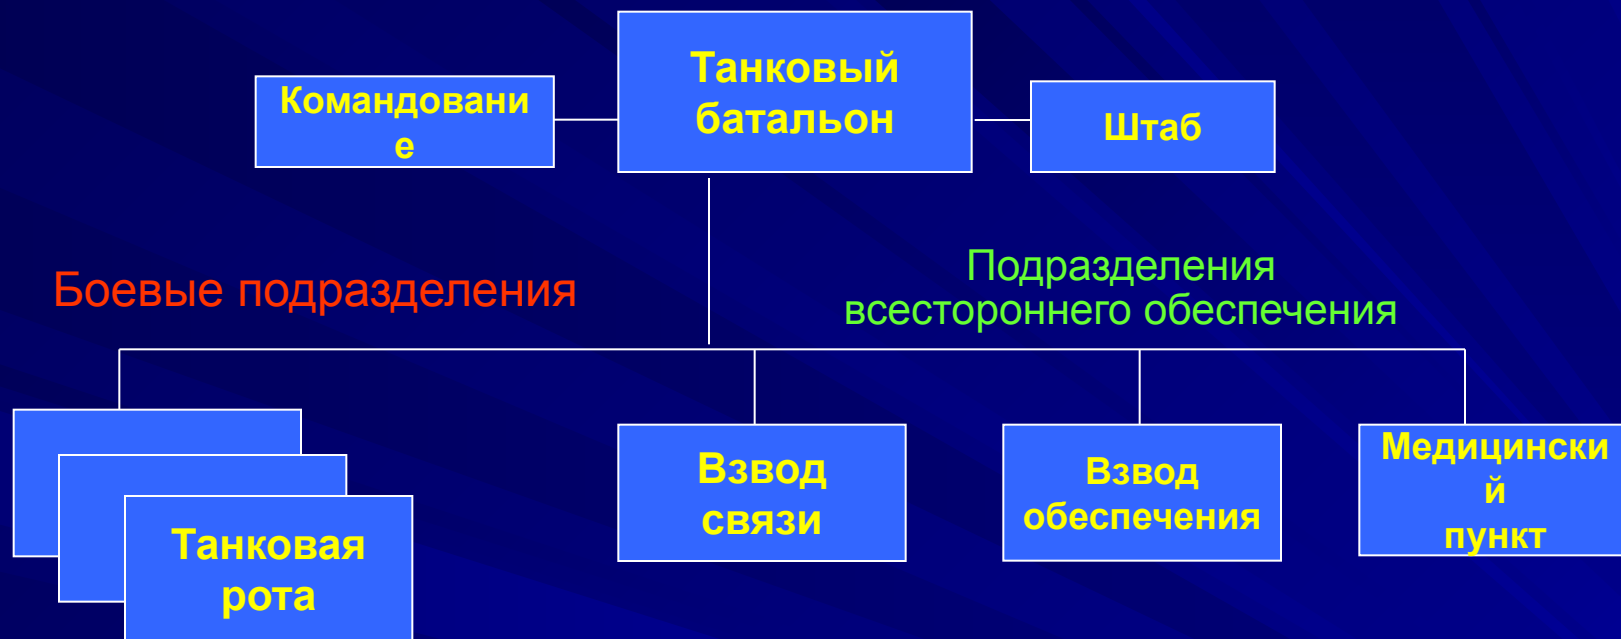 Танковый
батальон
Командовани
е
Штаб
Боевые подразделения
Подразделения
всестороннего обеспечения
Танковая
рота
Взвод
связи
Взвод
обеспечения
Медицински
й
пункт